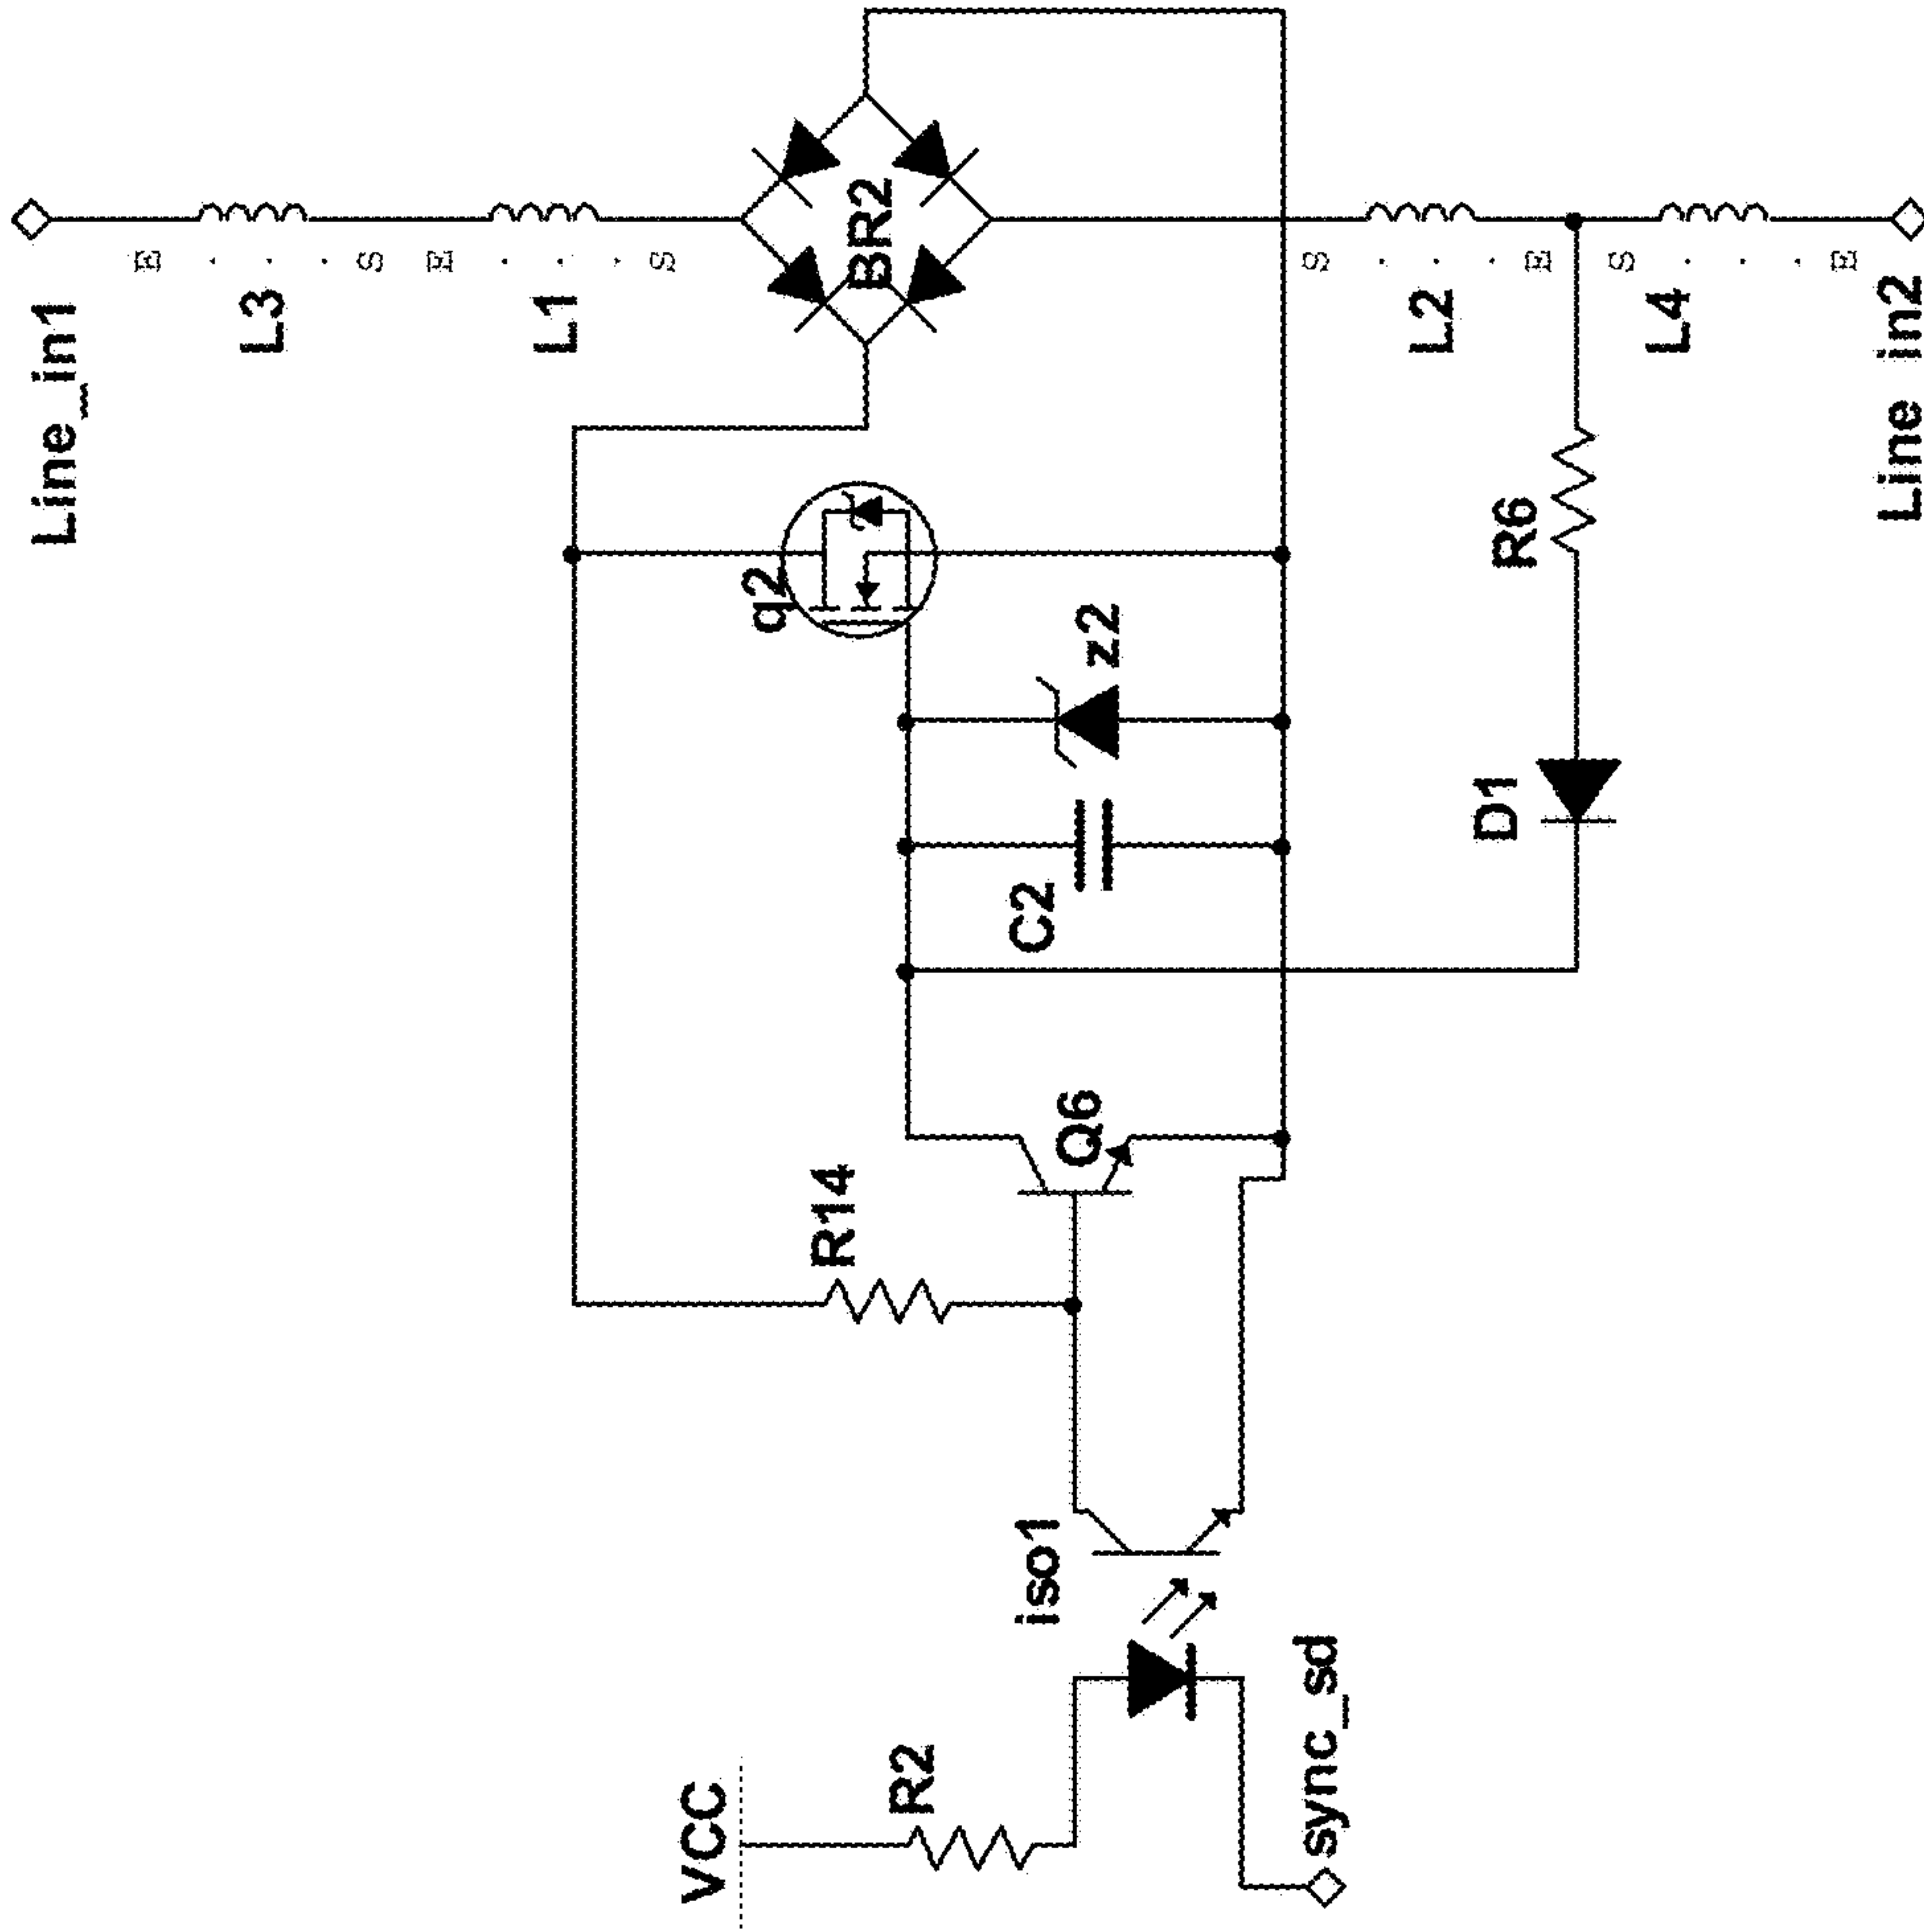 Line_in1
E . . . S
L3
E . . . S
L1
BR2
S . . . E
L2
S . . . E
L4
Line_in2
q2
z2
C2
R6
D1
Q6
R14
iso1
VCC
R2
sync_sd